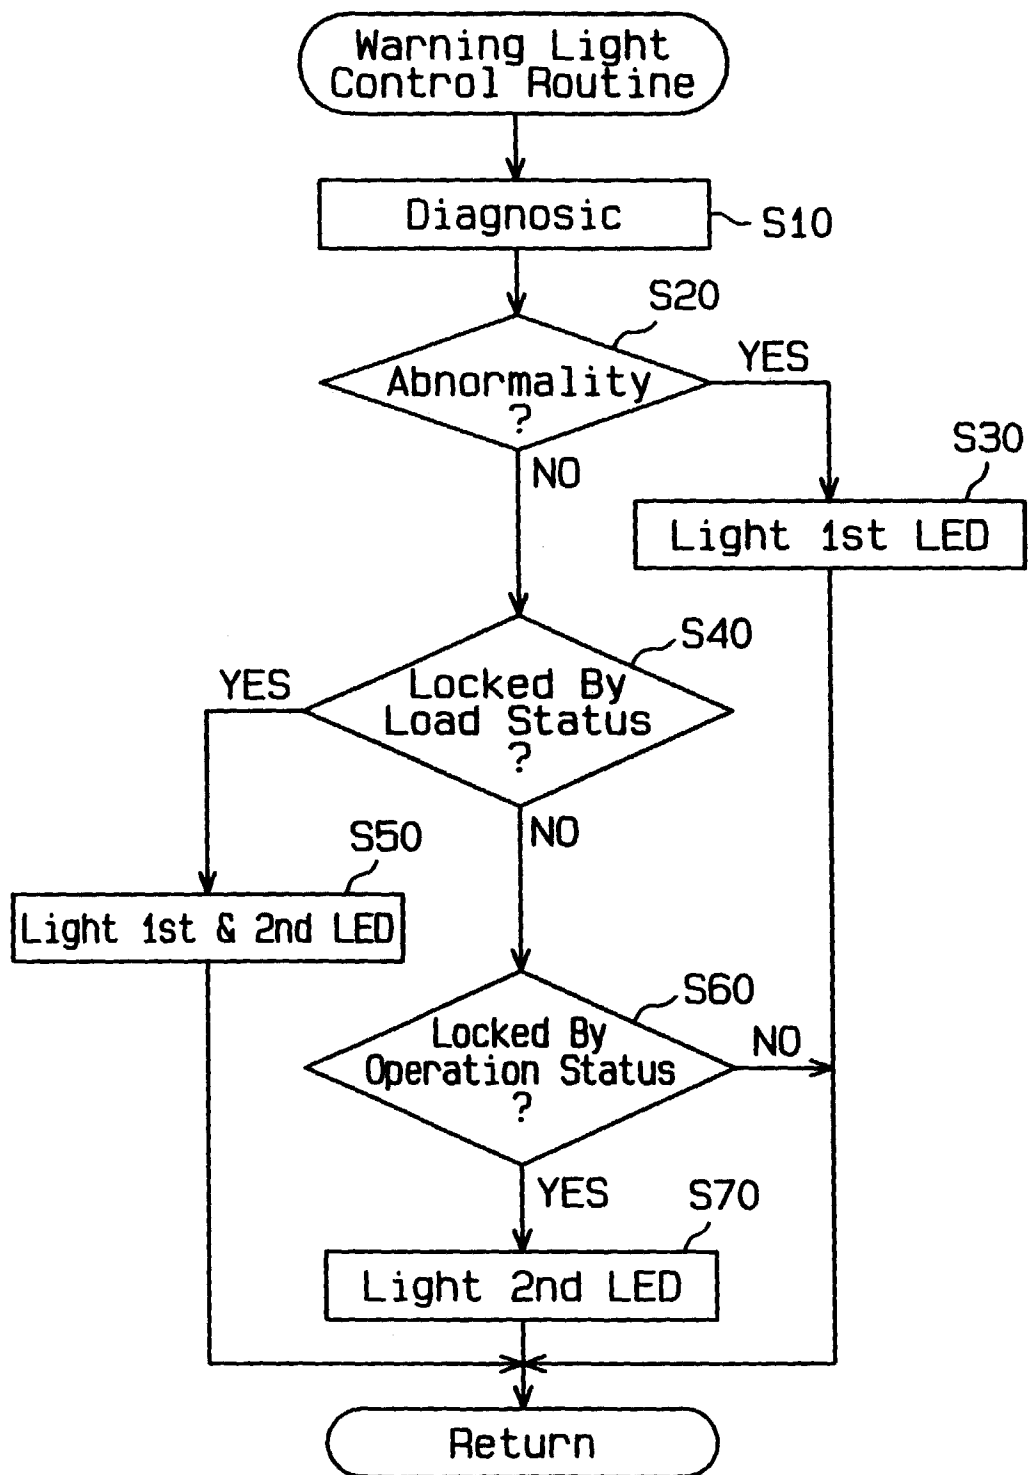 Warning Light
Control Routine
Diagnosic
S10
S20
Abnormality
?
YES
NO
S30
Light 1st LED
S40
YES
Locked By
Load Status
?
NO
S50
Light 1st & 2nd LED
S60
Locked By
Operation Status
?
NO
YES
S70
Light 2nd LED
Return